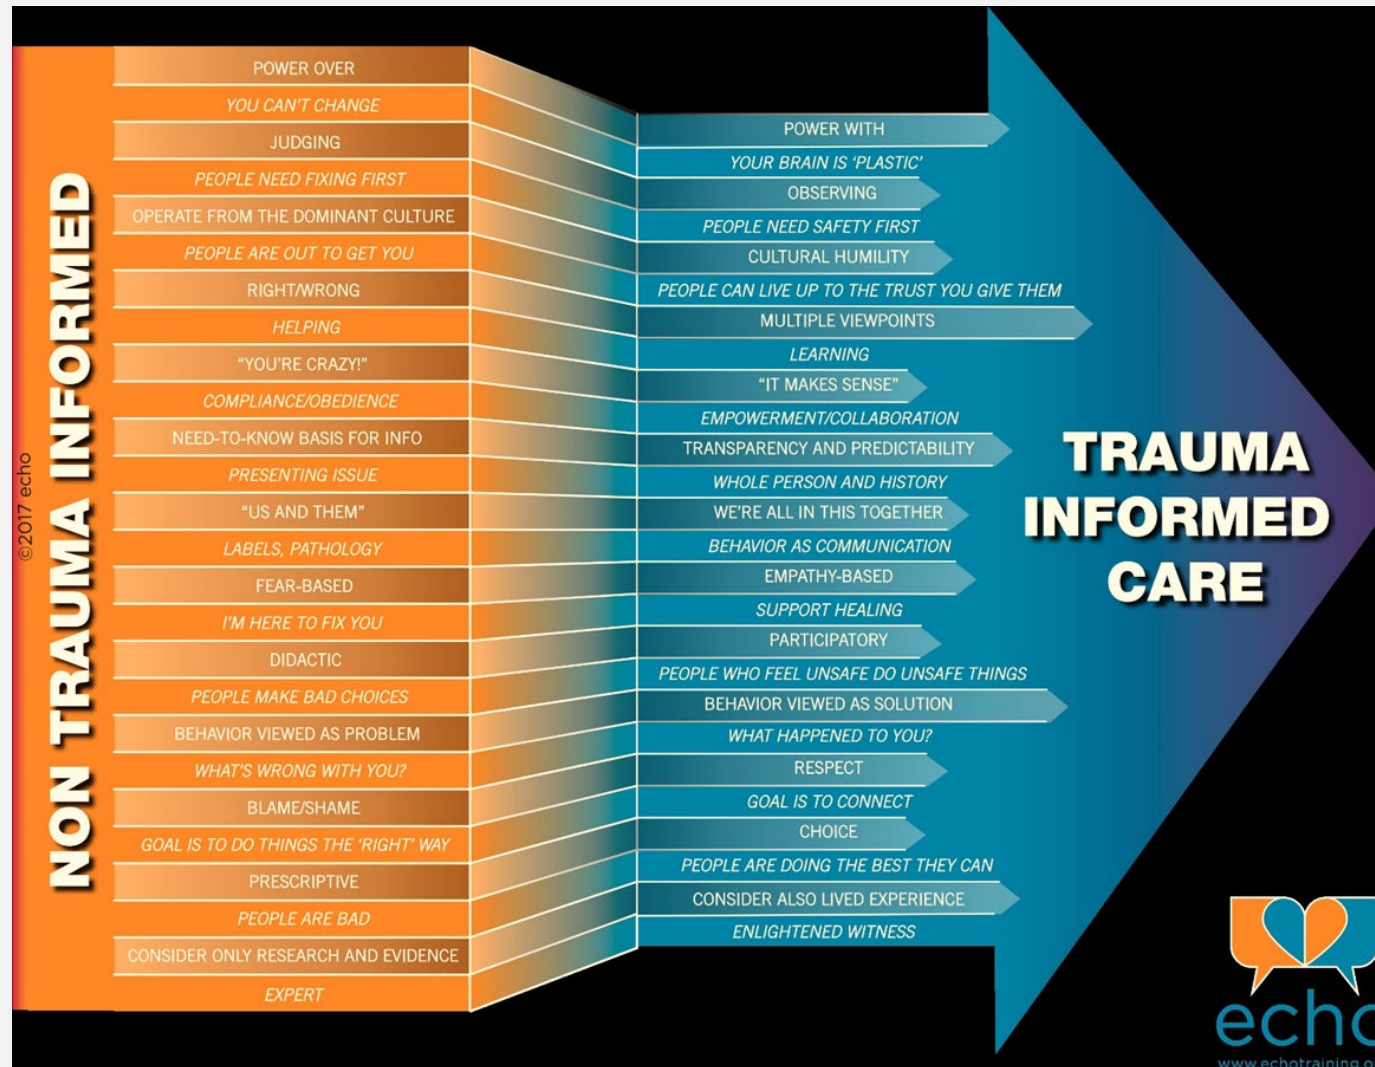 ©2017 echo
NON TRAUMA INFORMED
POWER OVER
YOU CAN'T CHANGE
JUDGING
PEOPLE NEED FIXING FIRST
OPERATE FROM THE DOMINANT CULTURE
PEOPLE ARE OUT TO GET YOU
RIGHT/WRONG
HELPING
"YOU'RE CRAZY!"
COMPLIANCE/OBEDIENCE
NEED-TO-KNOW BASIS FOR INFO
PRESENTING ISSUE
"US AND THEM"
LABELS, PATHOLOGY
FEAR-BASED
I'M HERE TO FIX YOU
DIDACTIC
PEOPLE MAKE BAD CHOICES
BEHAVIOR VIEWED AS PROBLEM
WHAT'S WRONG WITH YOU?
BLAME/SHAME
GOAL IS TO DO THINGS THE 'RIGHT' WAY
PRESCRIPTIVE
PEOPLE ARE BAD
CONSIDER ONLY RESEARCH AND EVIDENCE
EXPERT
POWER WITH
YOUR BRAIN IS 'PLASTIC'
OBSERVING
PEOPLE NEED SAFETY FIRST
CULTURAL HUMILITY
PEOPLE CAN LIVE UP TO THE TRUST YOU GIVE THEM
MULTIPLE VIEWPOINTS
LEARNING
"IT MAKES SENSE"
EMPOWERMENT/COLLABORATION
TRANSPARENCY AND PREDICTABILITY
WHOLE PERSON AND HISTORY
WE'RE ALL IN THIS TOGETHER
BEHAVIOR AS COMMUNICATION
EMPATHY-BASED
SUPPORT HEALING
PARTICIPATORY
PEOPLE WHO FEEL UNSAFE DO UNSAFE THINGS
BEHAVIOR VIEWED AS SOLUTION
WHAT HAPPENED TO YOU?
RESPECT
GOAL IS TO CONNECT
CHOICE
PEOPLE ARE DOING THE BEST THEY CAN
CONSIDER ALSO LIVED EXPERIENCE
ENLIGHTENED WITNESS
TRAUMA
INFORMED
CARE
echo